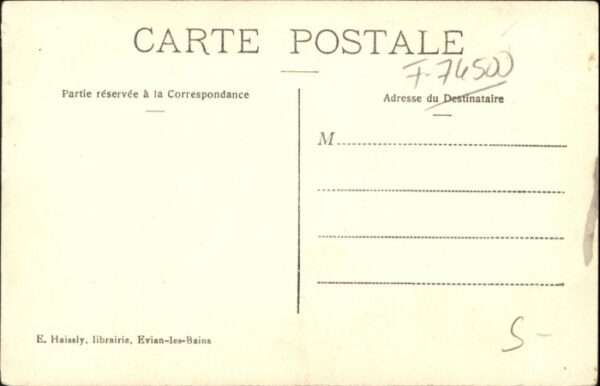 CARTE POSTALE
F-74500
Partie réservée à la Correspondance
Adresse du Destinataire
M
E. Haissly, librairie, Evian-les-Bains
5-